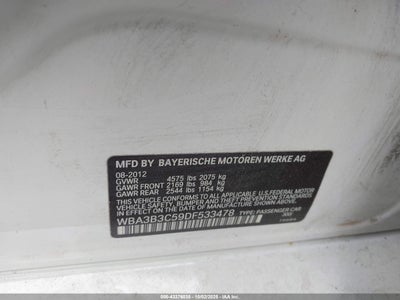 MFD BY BAYERISCHE MOTOREN WERKE AG
08-2012
GVWR 4575 lbs 2075 kg
GAWR FRONT 2169 lbs 984 kg
GAWR REAR 2544 lbs 1154 kg
THIS VEHICLE CONFORMS TO ALL APPLICABLE U.S. FEDERAL MOTOR
VEHICLE SAFETY, BUMPER, AND THEFT PREVENTION STANDARDS IN
EFFECT ON THE DATE OF MANUFACTURE SHOWN ABOVE.
WBA3B3C59DF533478 TYPE: PASSENGER CAR
000-43376035 - 10/02/2025 - IAAI.COM